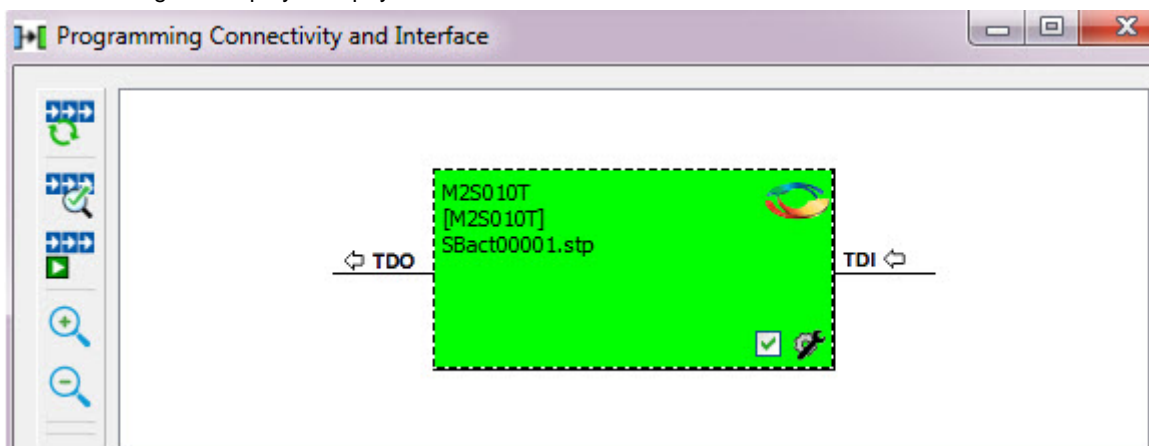 Programming Connectivity and Interface
M2S010T
[M2S010T]
SBact00001.stp
TDO
TDI